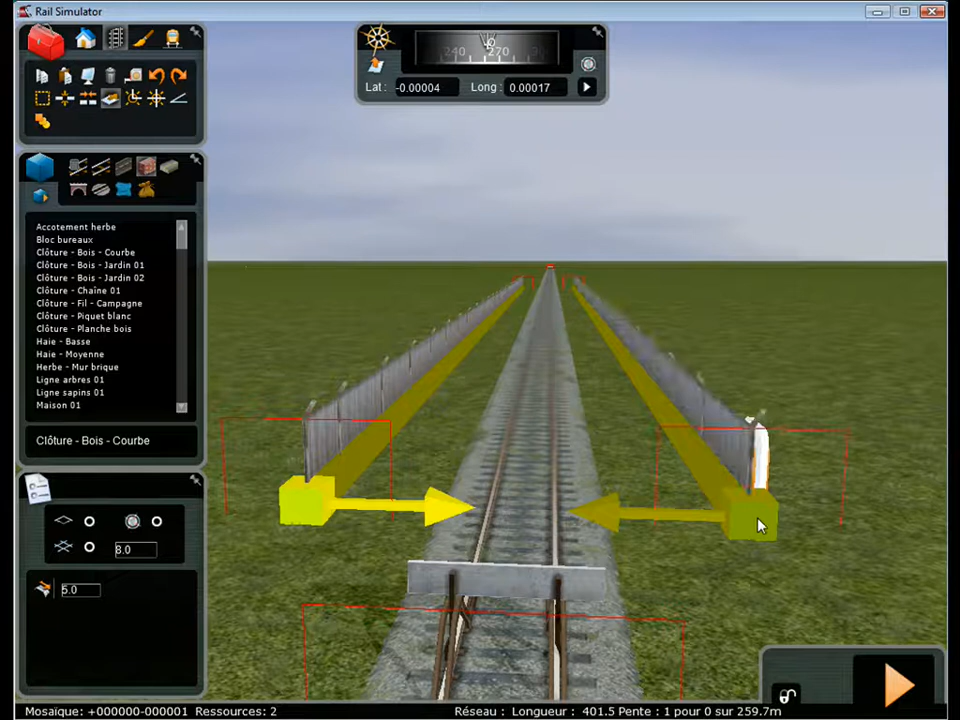 Rail Simulator
240 270
Lat : -0.00004 Long : 0.00017
Accotement herbe
Bloc bureaux
Clôture - Bois - Courbe
Clôture - Bois - Jardin 01
Clôture - Bois - Jardin 02
Clôture - Chaîne 01
Clôture - Fil - Campagne
Clôture - Piquet blanc
Clôture - Planche bois
Haie - Basse
Haie - Moyenne
Herbe - Mur brique
Ligne arbres 01
Ligne sapins 01
Maison 01
Clôture - Bois - Courbe
8.0
5.0
Mosaïque: +000000-000001 Ressources: 2 Réseau : Longueur : 401.5 Pente : 1 pour 0 sur 259.7m